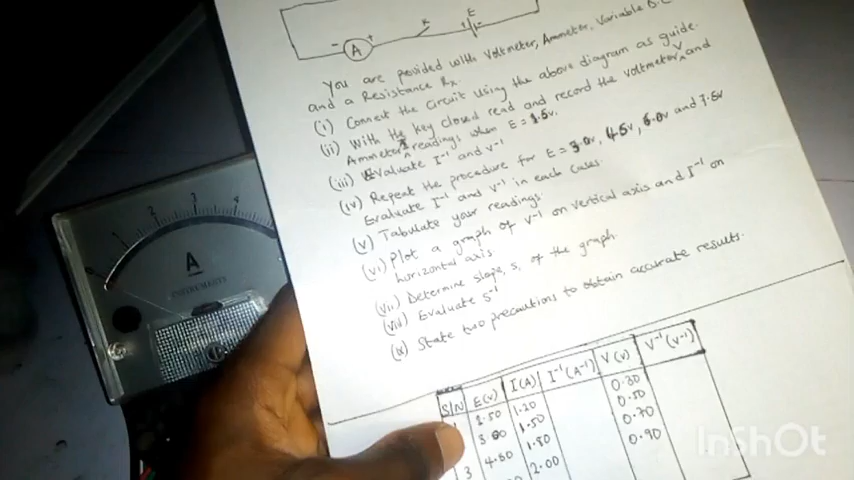 K
E
- A +
You are provided with Voltmeter, Ammeter, Variable D.C
and a Resistance Rx.
(i) Connect the circuit using the above diagram as guide.
(ii) With the key closed read and record the voltmeter V and
Ammeter I readings when E = 1.5v.
(iii) Evaluate I⁻¹ and V⁻¹
(iv) Repeat the procedure for E = 3.0v, 4.5v, 6.0v and 7.5v
Evaluate I⁻¹ and V⁻¹ in each cases.
(v) Tabulate your readings.
(vi) Plot a graph of V⁻¹ on vertical axis and I⁻¹ on
horizontal axis.
(vii) Determine slope, s, of the graph.
(viii) Evaluate S⁻¹
(ix) State two precautions to obtain accurate results.
S/N E(v) I(A) I⁻¹(A⁻¹) V(v) V⁻¹(V⁻¹)
1.50 1.20 0.30
3.00 1.50 0.50
4.50 1.80 0.70
3 2.00 0.90
1 2 3 4
A
INSTRUMENTS
InShOt